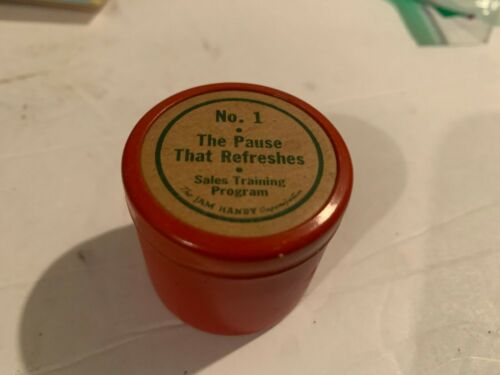 No. 1
The Pause
That Refreshes
Sales Training
Program
The JAM HANDY Organization